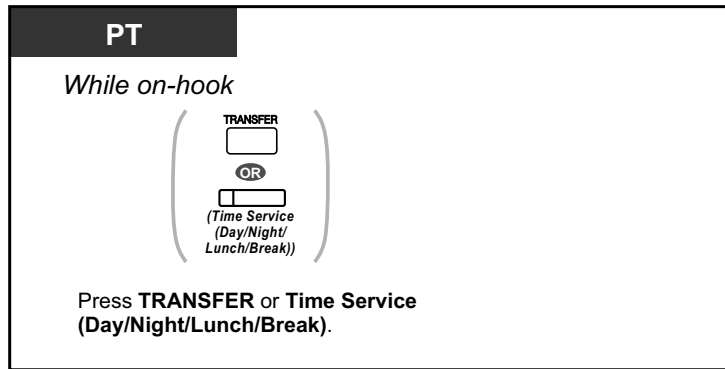 PT
While on-hook
TRANSFER
OR
(Time Service
(Day/Night/
Lunch/Break))
Press TRANSFER or Time Service
(Day/Night/Lunch/Break).